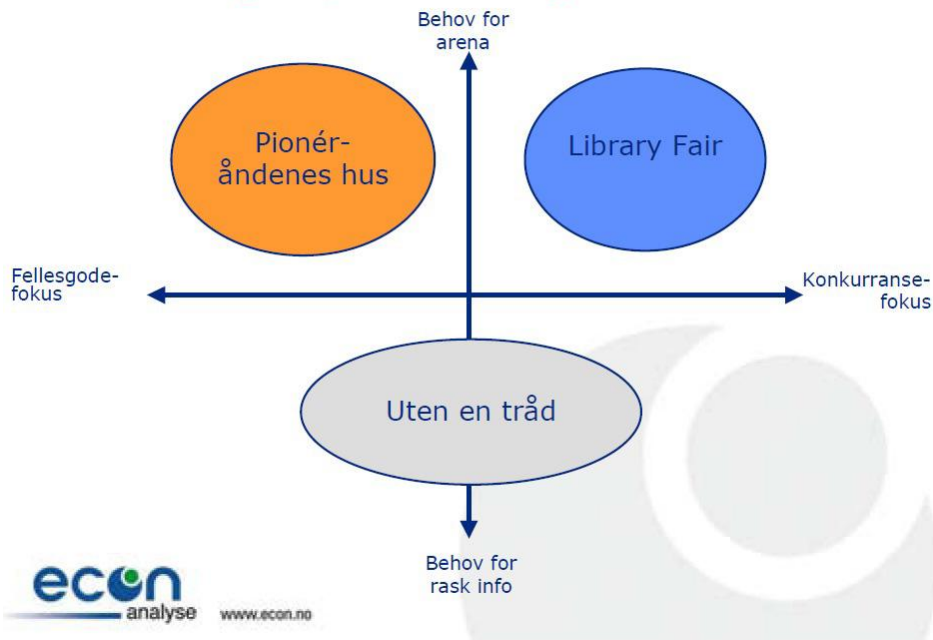 Behov for
arena
Pionér-
åndenes hus
Library Fair
Fellesgode-
fokus
Konkurranse-
fokus
Uten en tråd
Behov for
rask info
econ
analyse
www.econ.no